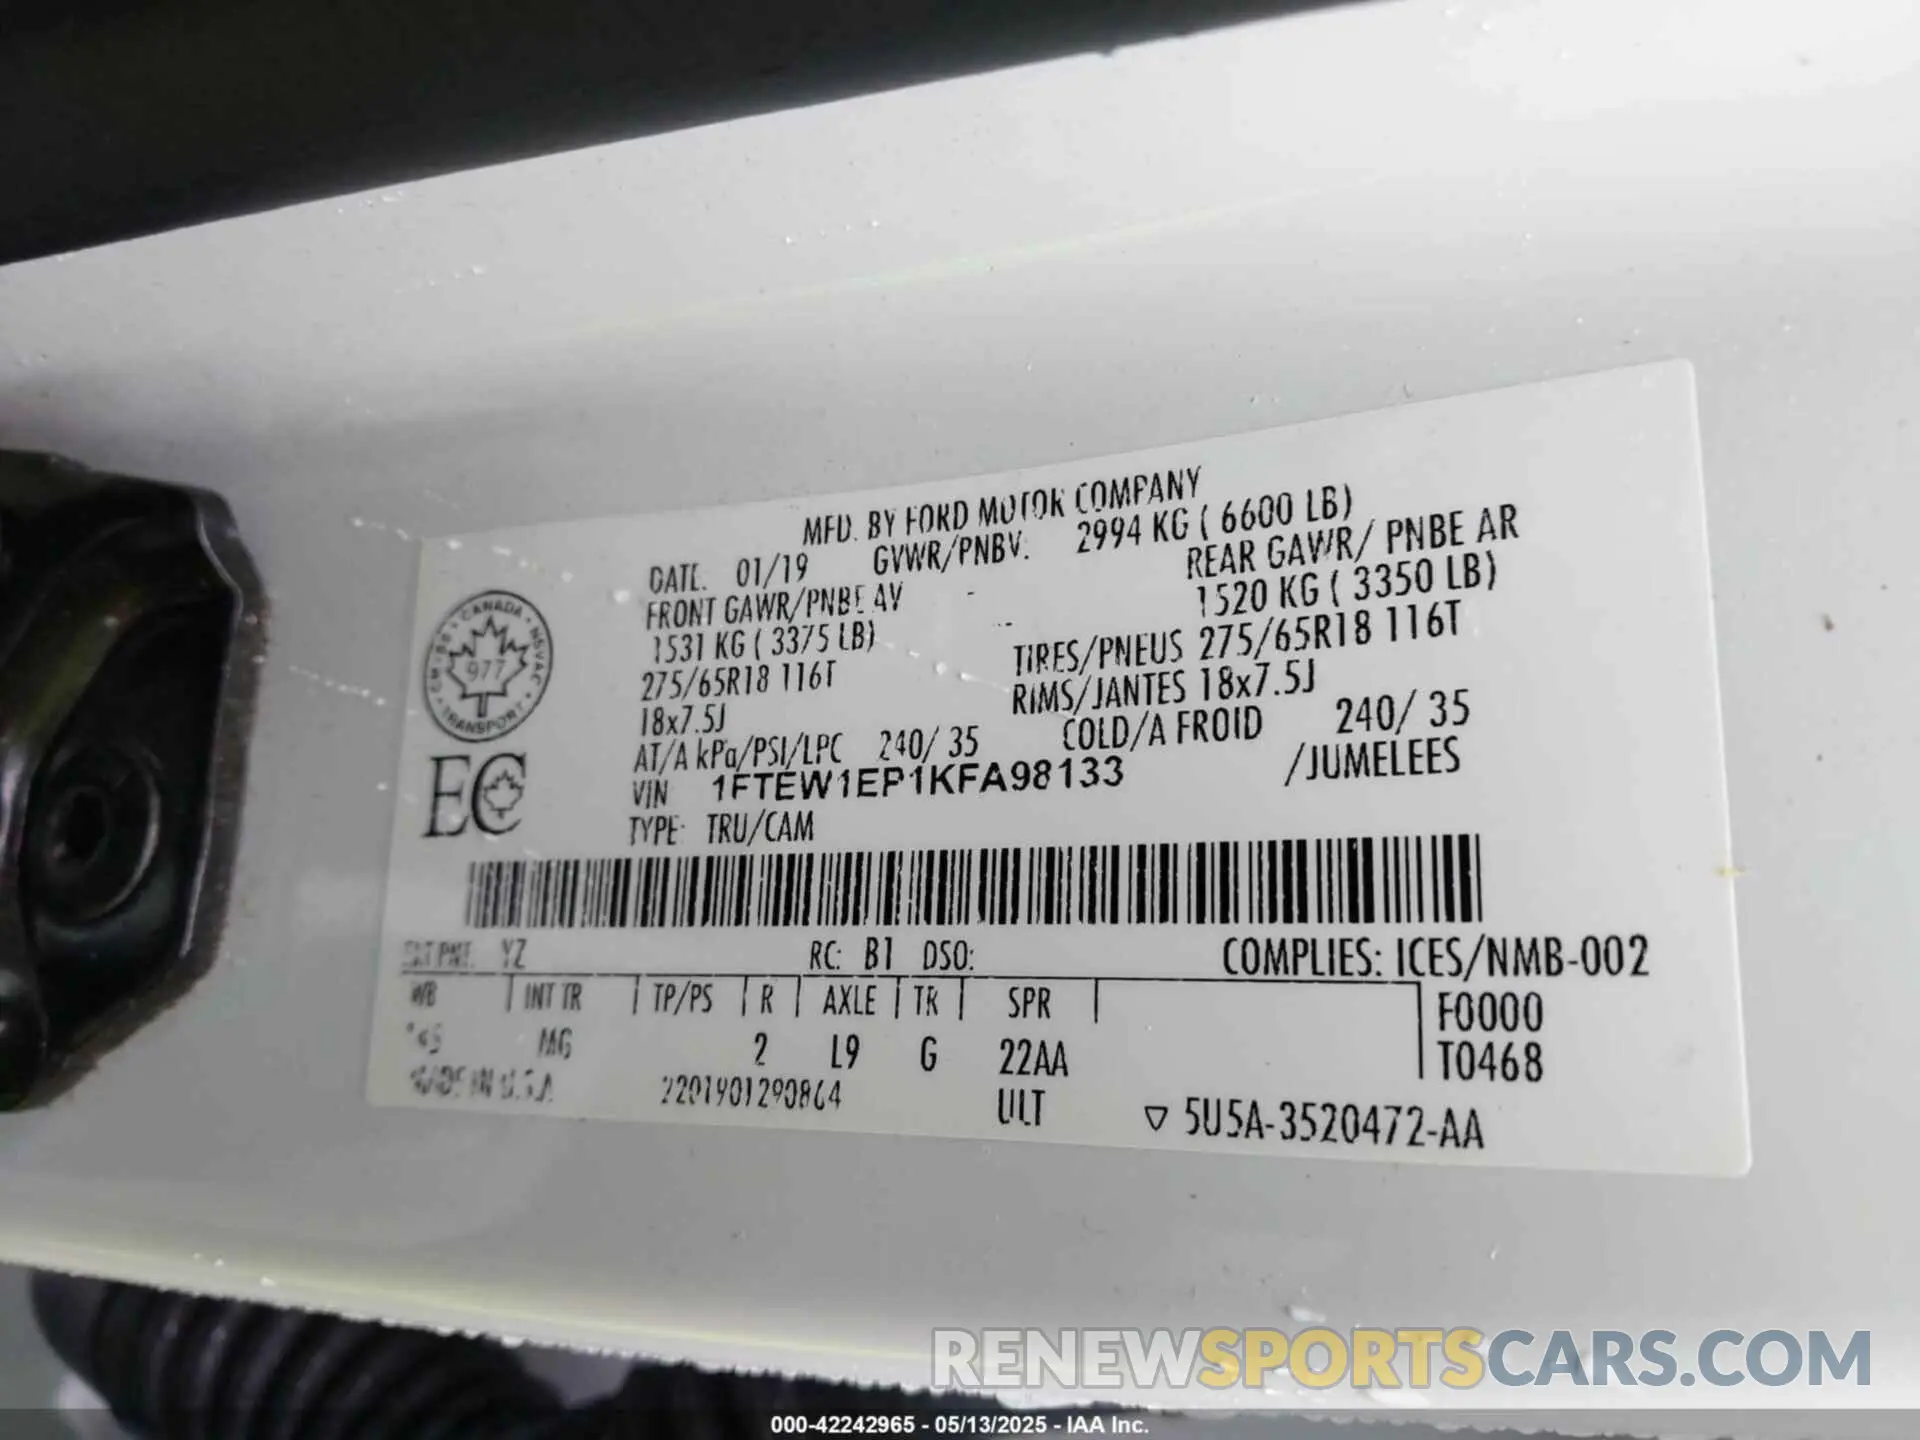 MFD. BY FORD MOTOR COMPANY
DATE: 01/19 GVWR/PNBV: 2994 KG ( 6600 LB)
FRONT GAWR/PNBE AV REAR GAWR/ PNBE AR
1531 KG ( 3375 LB) 1520 KG ( 3350 LB)
275/65R18 116T TIRES/PNEUS 275/65R18 116T
18x7.5J RIMS/JANTES 18x7.5J
AT/A kPa/PSI/LPC 240/ 35 COLD/A FROID 240/ 35
VIN 1FTEW1EP1KFA98133 /JUMELEES
TYPE: TRU/CAM
CANADA
NSVAC
TRANSPORT
977
EC
EXT PNT: YZ RC: B1 DSO: COMPLIES: ICES/NMB-002
WB INT TR TP/PS R AXLE TR SPR F0000
MG 2 L9 G 22AA T0468
MADE IN U.S.A. ULT ▽ 5U5A-3520472-AA
RENEWSPORTSCARS.COM
000-42242965 - 05/13/2025 - IAA Inc.